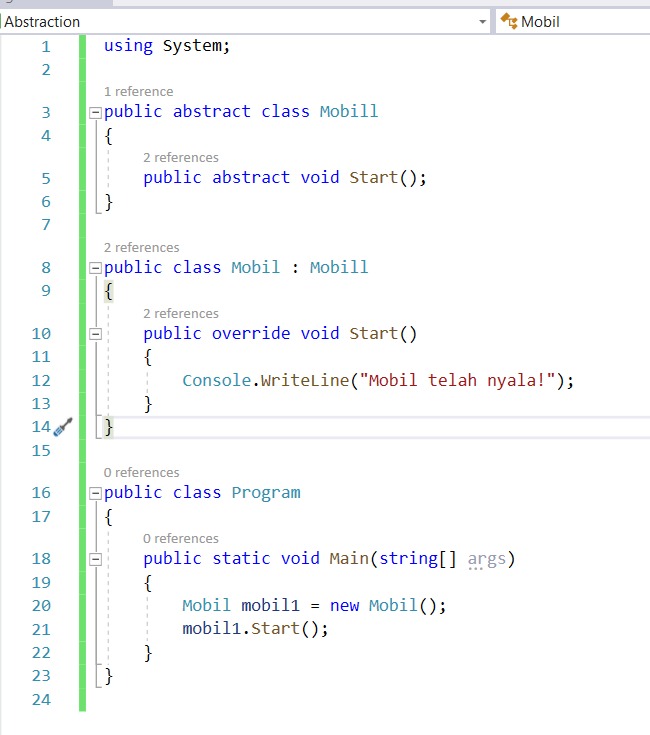 Abstraction Mobil
1 using System;
2
1 reference
3 public abstract class Mobill
4 {
2 references
5 public abstract void Start();
6 }
7
2 references
8 public class Mobil : Mobill
9 {
2 references
10 public override void Start()
11 {
12 Console.WriteLine("Mobil telah nyala!");
13 }
14 }
15
0 references
16 public class Program
17 {
0 references
18 public static void Main(string[] args)
19 {
20 Mobil mobil1 = new Mobil();
21 mobil1.Start();
22 }
23 }
24